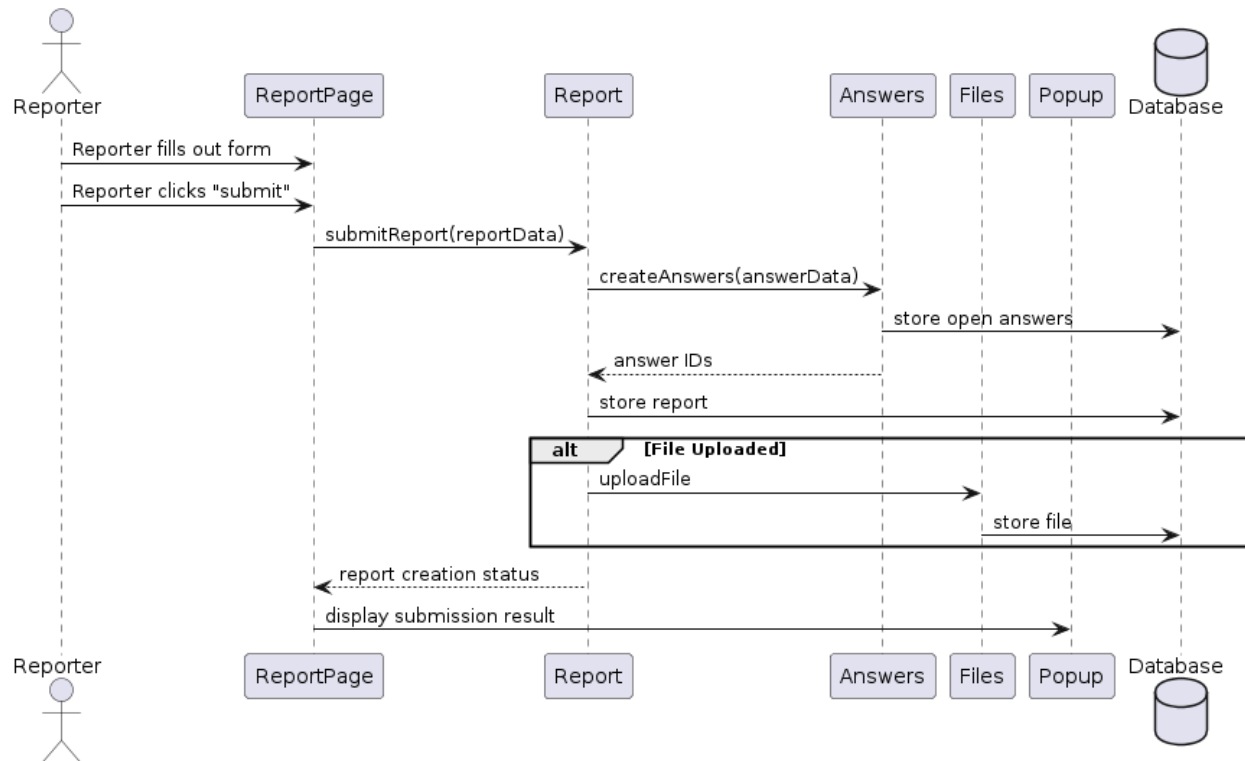 Reporter
ReportPage
Report
Answers
Files
Popup
Database
Reporter fills out form
Reporter clicks "submit"
submitReport(reportData)
createAnswers(answerData)
store open answers
answer IDs
store report
alt [File Uploaded]
uploadFile
store file
report creation status
display submission result
Reporter
ReportPage
Report
Answers
Files
Popup
Database